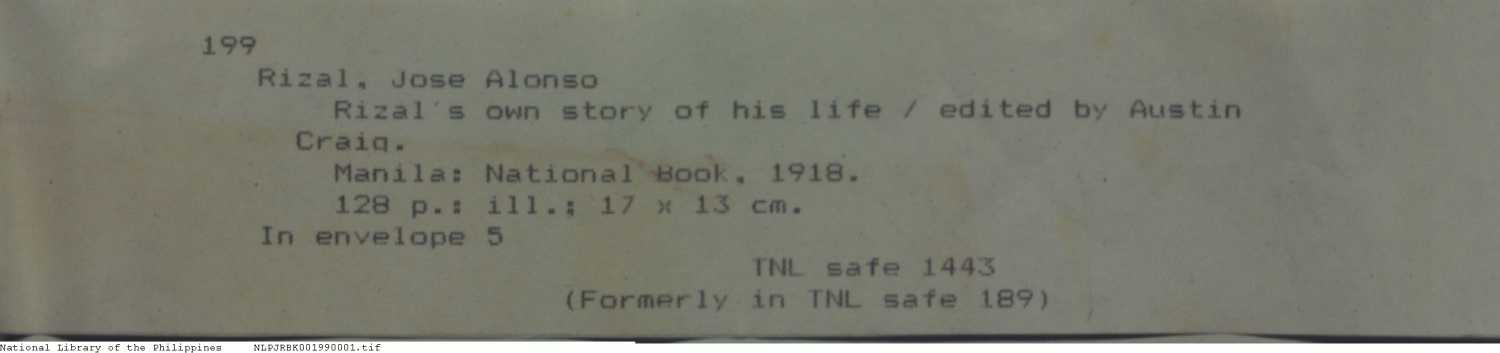 199
Rizal, Jose Alonso
Rizal's own story of his life / edited by Austin
Craig.
Manila: National Book, 1918.
128 p.: ill.; 17 x 13 cm.
In envelope 5
TNL safe 1443
(Formerly in TNL safe 189)
National Library of the Philippines NLPJRBK001990001.tif